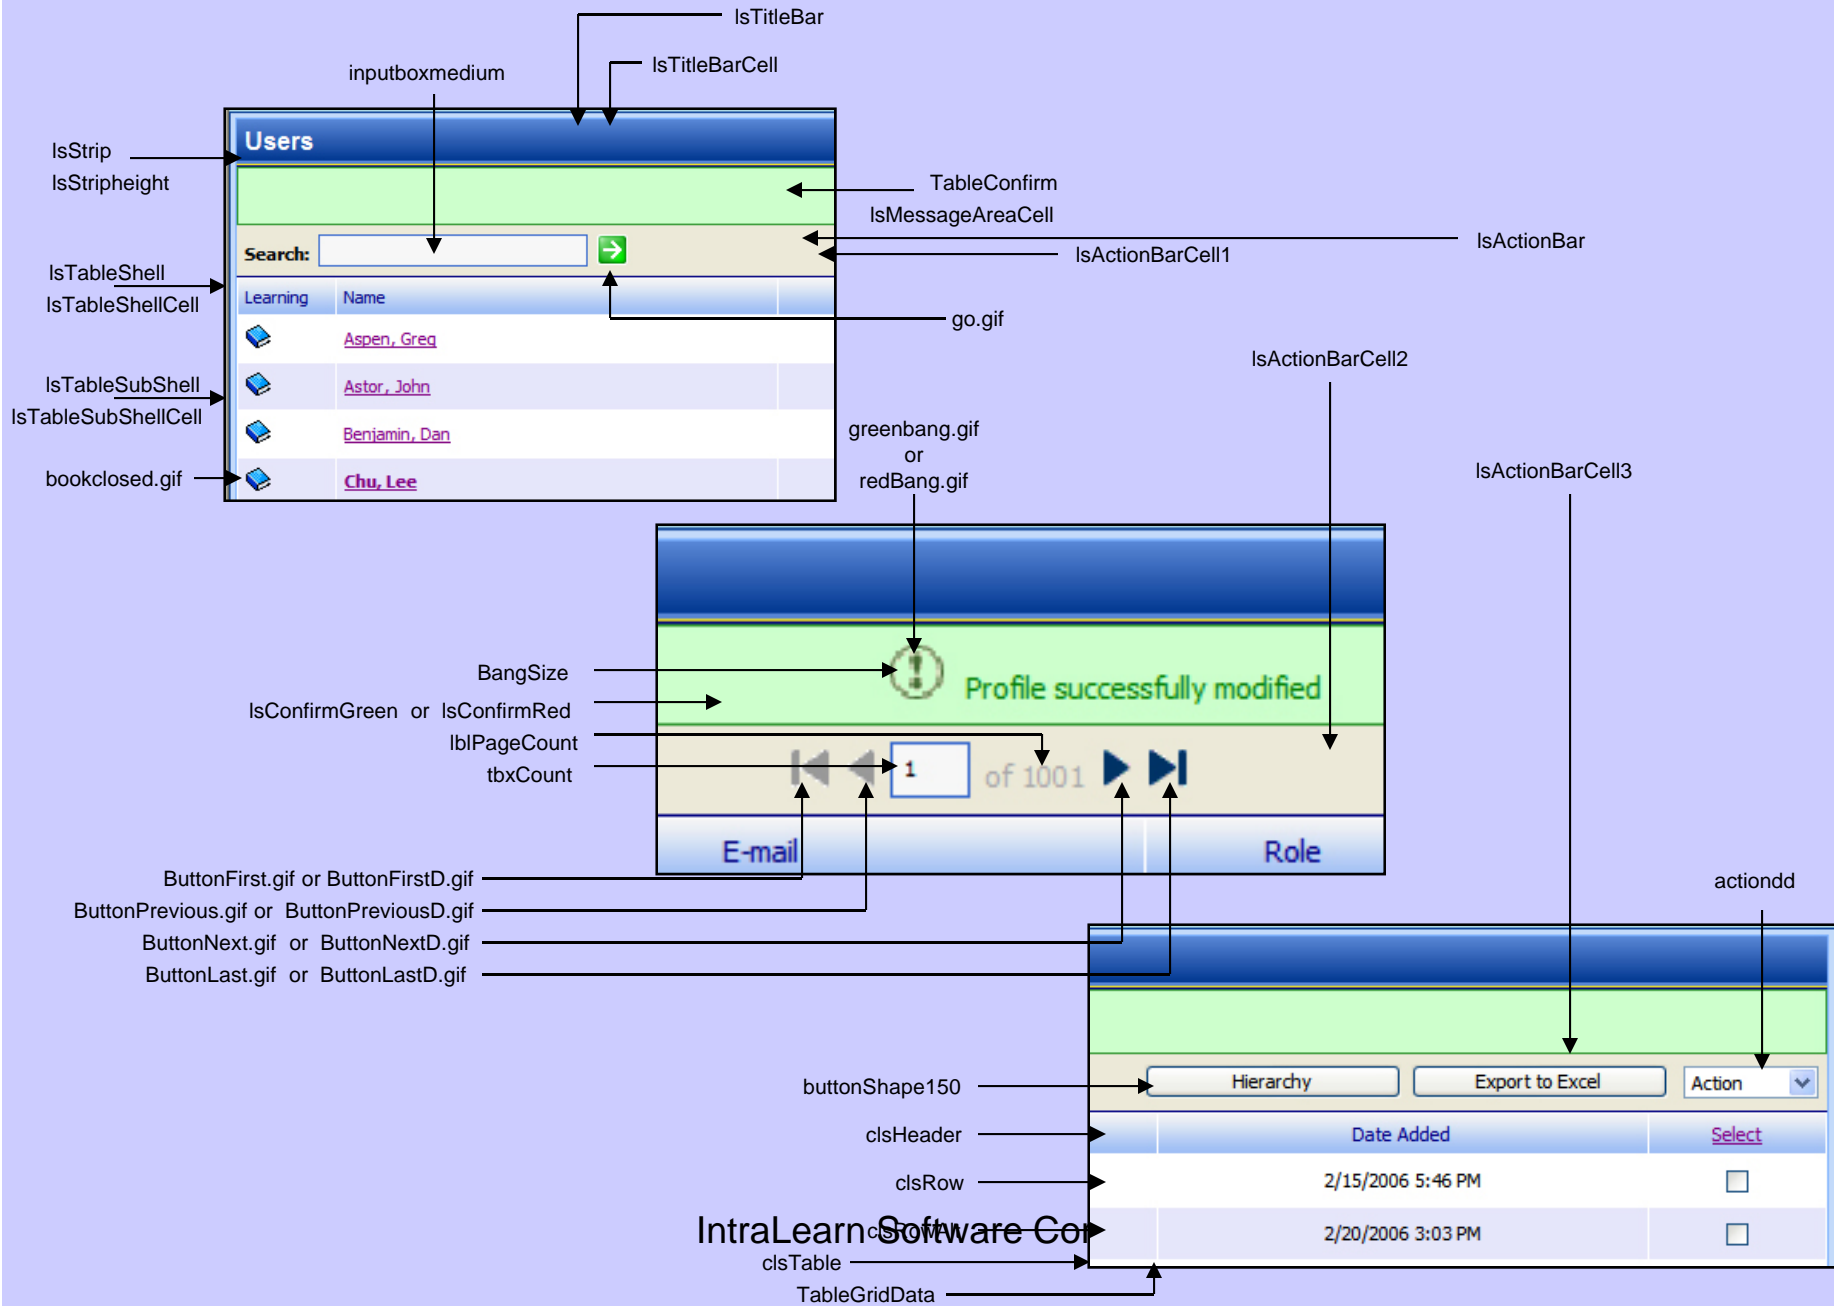 lsTitleBar
lsTitleBarCell
inputboxmedium
Users
lsStrip
lsStripheight
TableConfirm
lsMessageAreaCell
lsActionBar
Search:
lsActionBarCell1
lsTableShell
lsTableShellCell
Learning Name
go.gif
Aspen, Greg
lsActionBarCell2
lsTableSubShell
lsTableSubShellCell
Astor, John
Benjamin, Dan
greenbang.gif
or
redBang.gif
bookclosed.gif
Chu, Lee
lsActionBarCell3
BangSize
Profile successfully modified
lsConfirmGreen or lsConfirmRed
lblPageCount
tbxCount
1 of 1001
E-mail Role
ButtonFirst.gif or ButtonFirstD.gif
ButtonPrevious.gif or ButtonPreviousD.gif
ButtonNext.gif or ButtonNextD.gif
ButtonLast.gif or ButtonLastD.gif
actiondd
buttonShape150
Hierarchy Export to Excel Action
clsHeader
Date Added Select
clsRow
2/15/2006 5:46 PM
IntraLearn Software Cor
clsRowAlt
2/20/2006 3:03 PM
clsTable
TableGridData